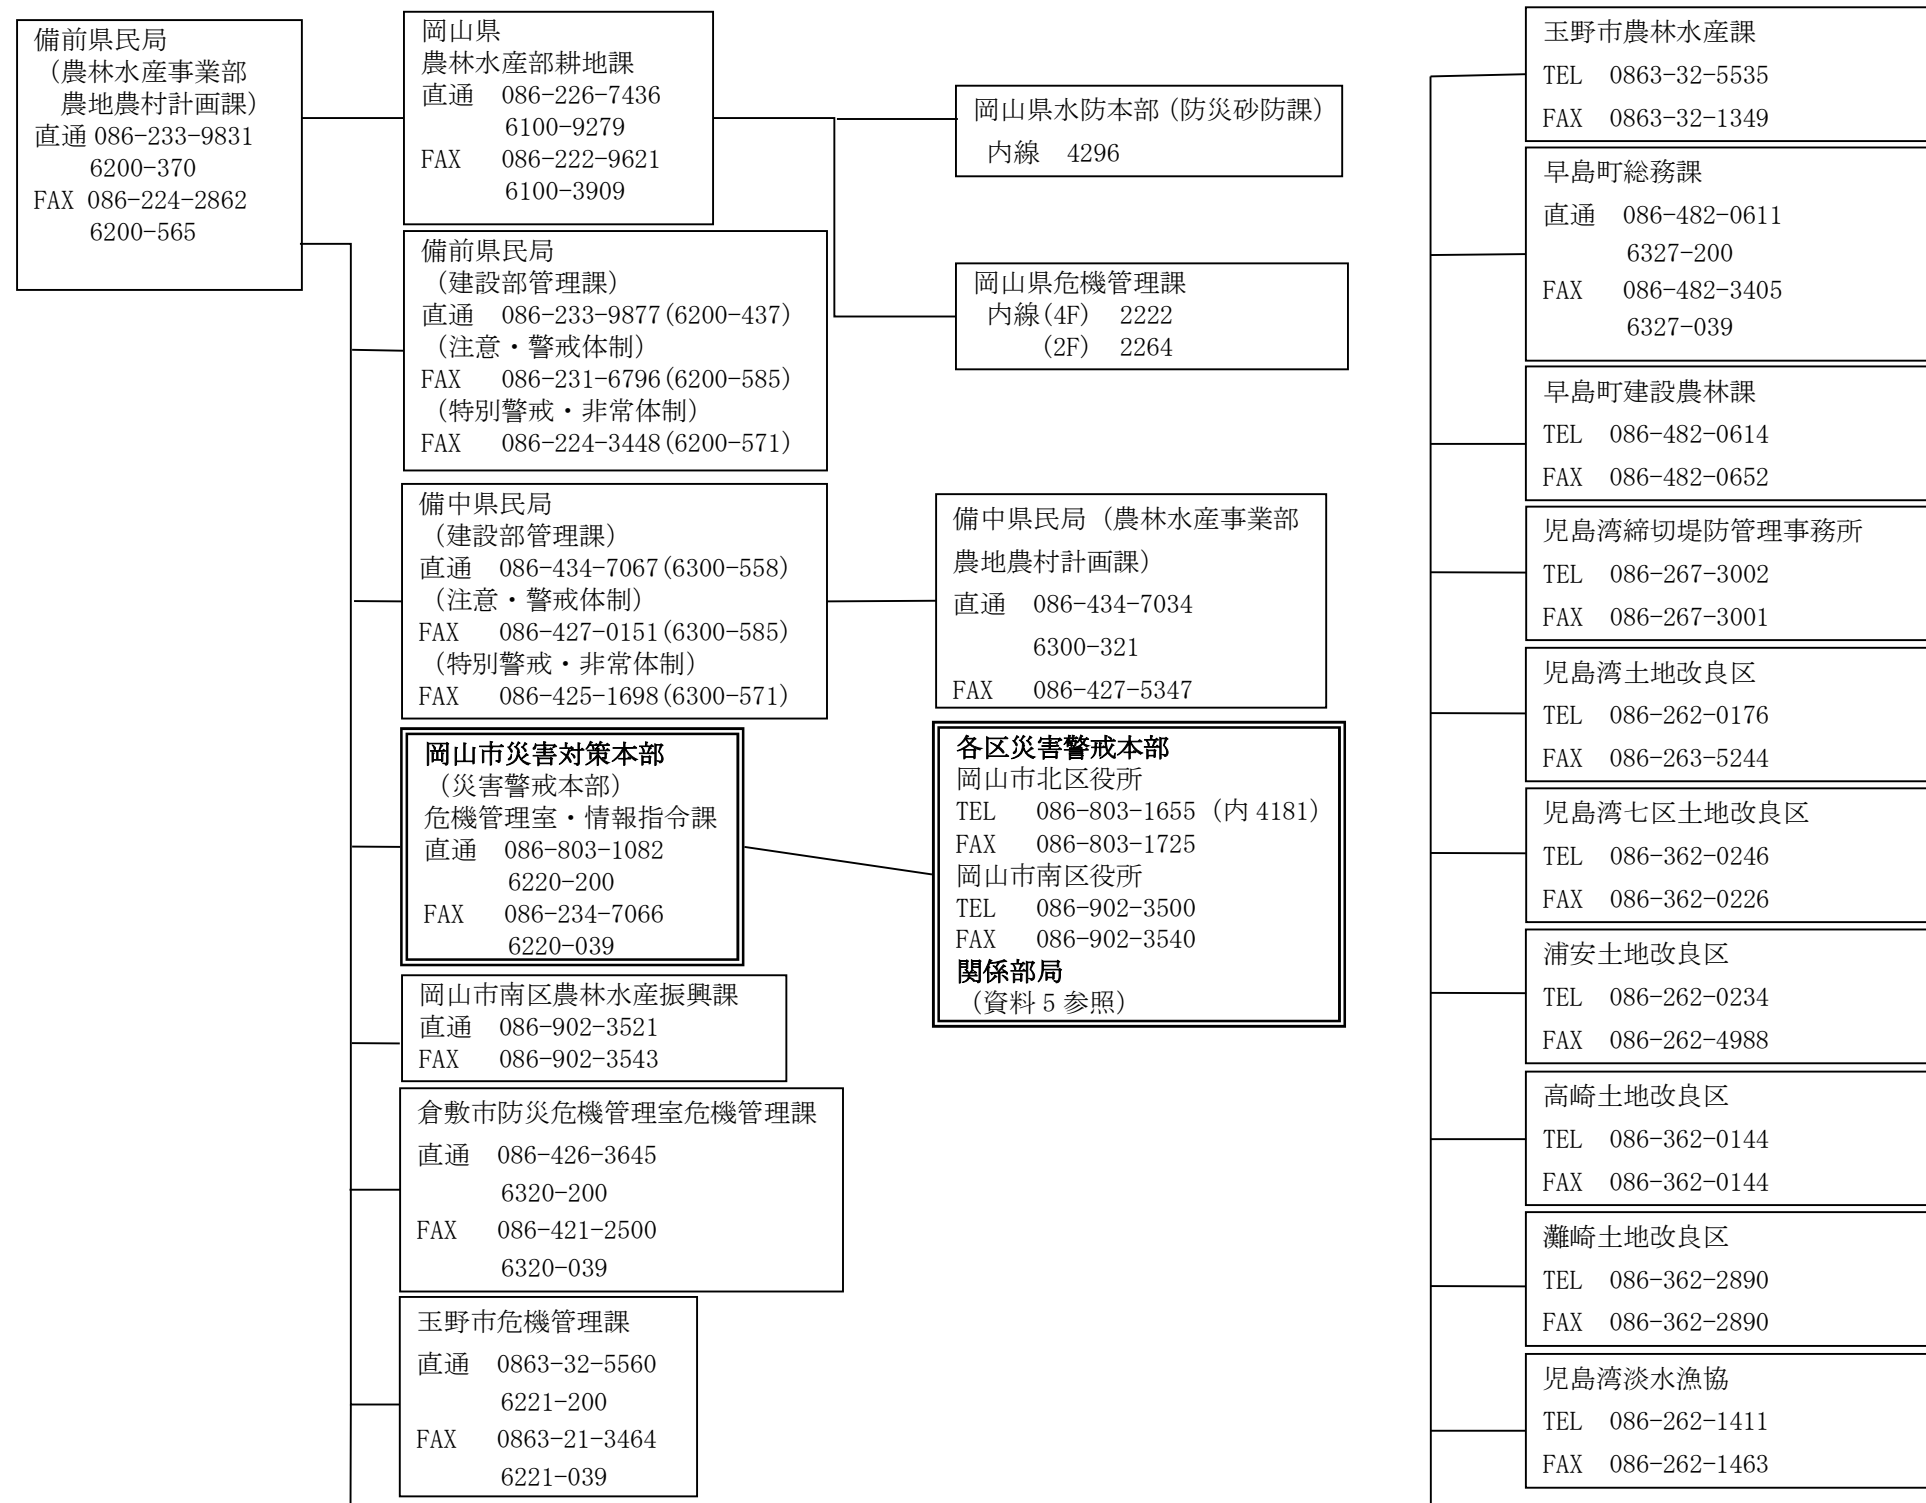 備前県民局
（農林水産事業部
農地農村計画課）
直通 086-233-9831
6200-370
FAX 086-224-2862
6200-565
岡山県
農林水産部耕地課
直通 086-226-7436
6100-9279
FAX 086-222-9621
6100-3909
岡山県水防本部（防災砂防課）
内線 4296
岡山県危機管理課
内線(4F) 2222
(2F) 2264
備前県民局
（建設部管理課）
直通 086-233-9877(6200-437)
（注意・警戒体制）
FAX 086-231-6796(6200-585)
（特別警戒・非常体制）
FAX 086-224-3448(6200-571)
備中県民局
（建設部管理課）
直通 086-434-7067(6300-558)
（注意・警戒体制）
FAX 086-427-0151(6300-585)
（特別警戒・非常体制）
FAX 086-425-1698(6300-571)
備中県民局（農林水産事業部
農地農村計画課）
直通 086-434-7034
6300-321
FAX 086-427-5347
岡山市災害対策本部
（災害警戒本部）
危機管理室・情報指令課
直通 086-803-1082
6220-200
FAX 086-234-7066
6220-039
各区災害警戒本部
岡山市北区役所
TEL 086-803-1655（内 4181）
FAX 086-803-1725
岡山市南区役所
TEL 086-902-3500
FAX 086-902-3540
関係部局
（資料 5 参照）
岡山市南区農林水産振興課
直通 086-902-3521
FAX 086-902-3543
倉敷市防災危機管理室危機管理課
直通 086-426-3645
6320-200
FAX 086-421-2500
6320-039
玉野市危機管理課
直通 0863-32-5560
6221-200
FAX 0863-21-3464
6221-039
玉野市農林水産課
TEL 0863-32-5535
FAX 0863-32-1349
早島町総務課
直通 086-482-0611
6327-200
FAX 086-482-3405
6327-039
早島町建設農林課
TEL 086-482-0614
FAX 086-482-0652
児島湾締切堤防管理事務所
TEL 086-267-3002
FAX 086-267-3001
児島湾土地改良区
TEL 086-262-0176
FAX 086-263-5244
児島湾七区土地改良区
TEL 086-362-0246
FAX 086-362-0226
浦安土地改良区
TEL 086-262-0234
FAX 086-262-4988
高崎土地改良区
TEL 086-362-0144
FAX 086-362-0144
灘崎土地改良区
TEL 086-362-2890
FAX 086-362-2890
児島湾淡水漁協
TEL 086-262-1411
FAX 086-262-1463